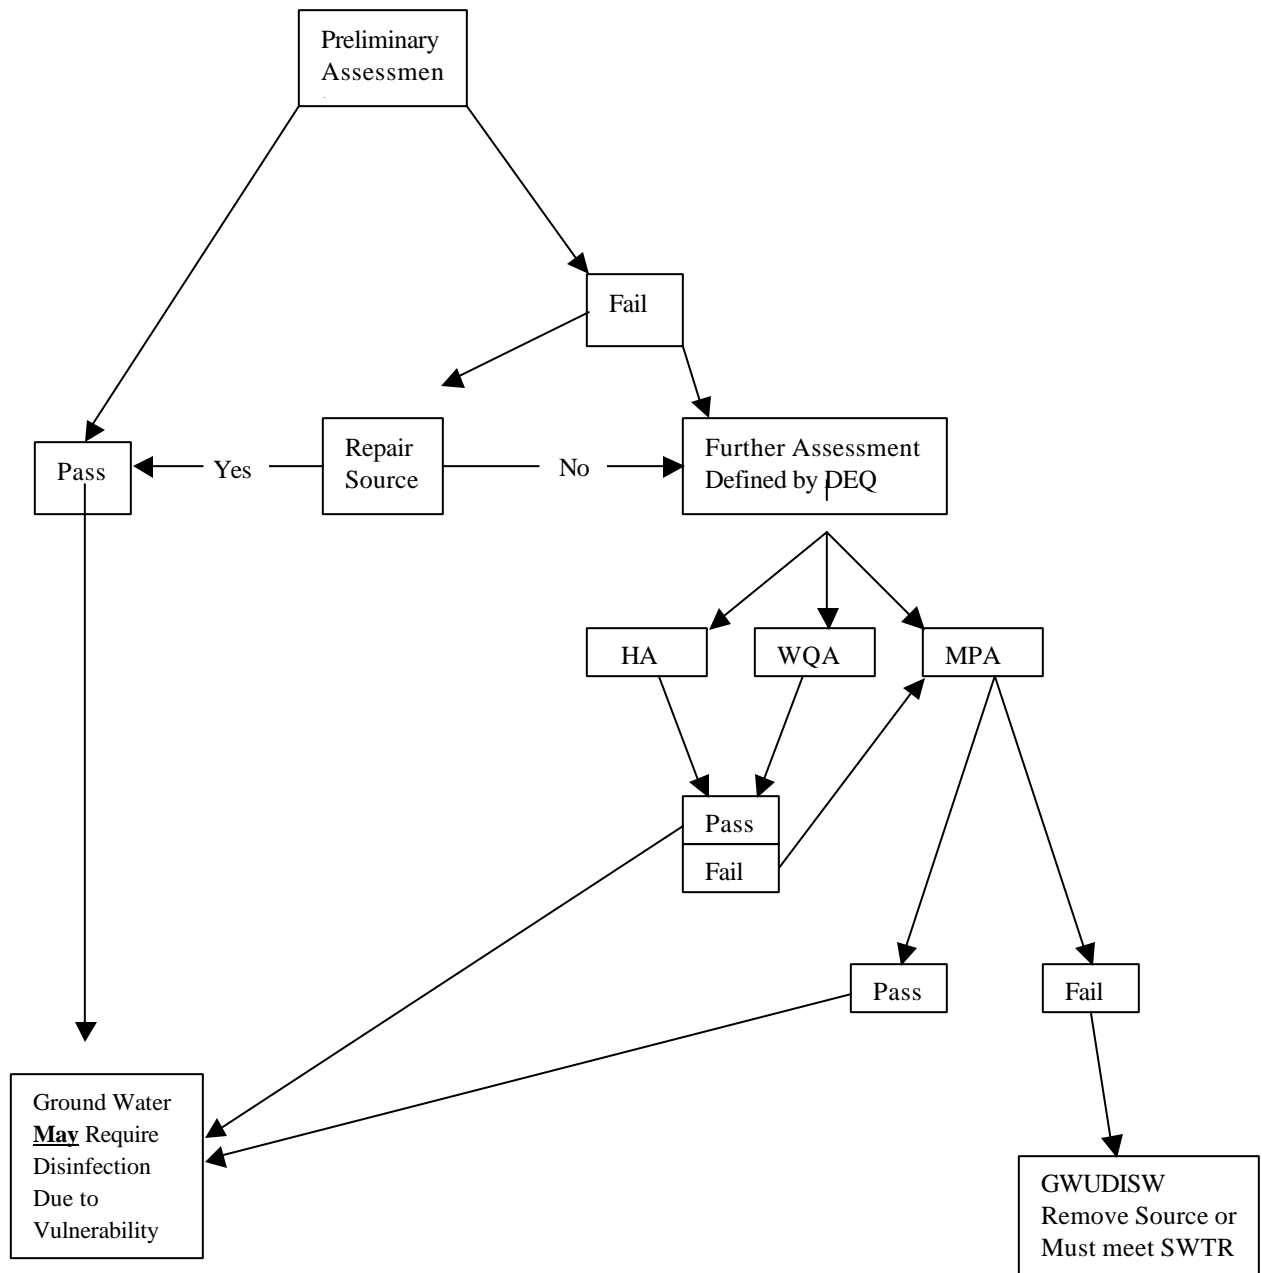 Preliminary
Assessmen
Fail
Pass
Yes
Repair
Source
No
Further Assessment
Defined by DEQ
HA
WQA
MPA
Pass
Fail
Pass
Fail
Ground Water
May Require
Disinfection
Due to
Vulnerability
GWUDISW
Remove Source or
Must meet SWTR